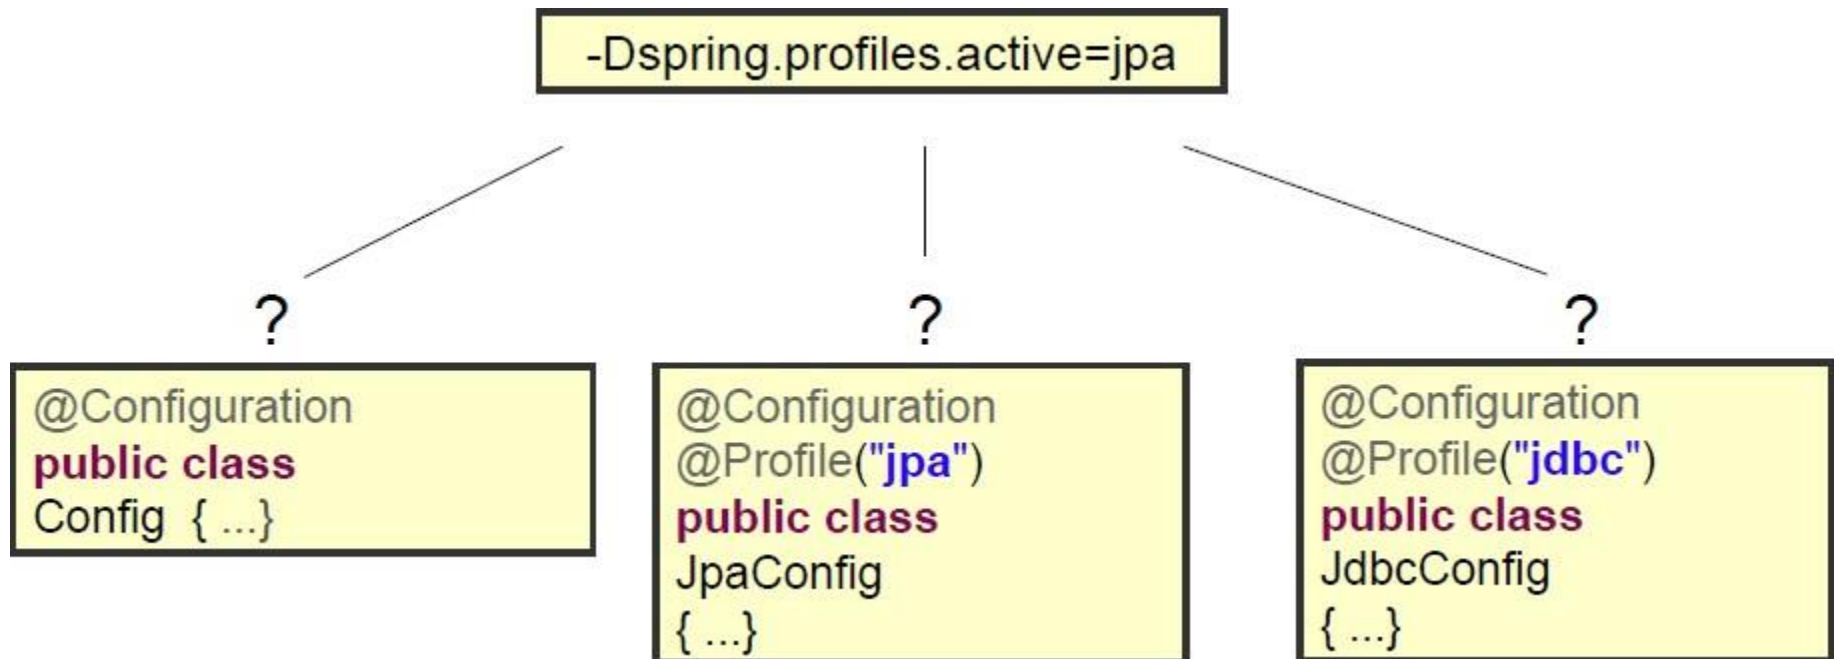 -Dspring.profiles.active=jpa
?
?
?
@Configuration
public class
Config { ...}
@Configuration
@Profile("jpa")
public class
JpaConfig
{ ...}
@Configuration
@Profile("jdbc")
public class
JdbcConfig
{ ...}